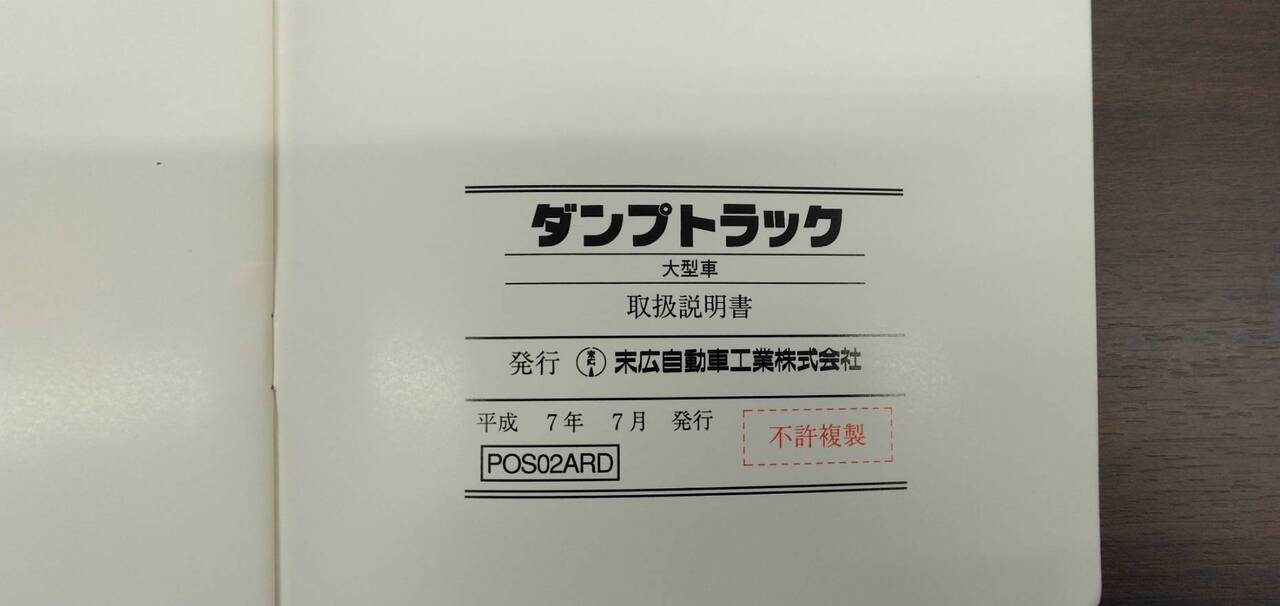 ダンプトラック
大型車
取扱説明書
発行 末広 末広自動車工業株式会社
平成 7年 7月 発行
不許複製
POS02ARD